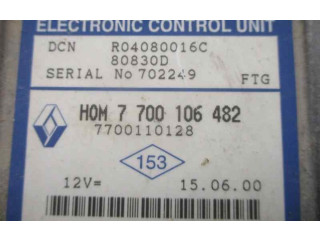 ELECTRONIC CONTROL UNIT
DCN R04080016C
80830D
SERIAL No 702249 FTG
HOM 7 700 106 482
7700110128
153
12V= 15.06.00